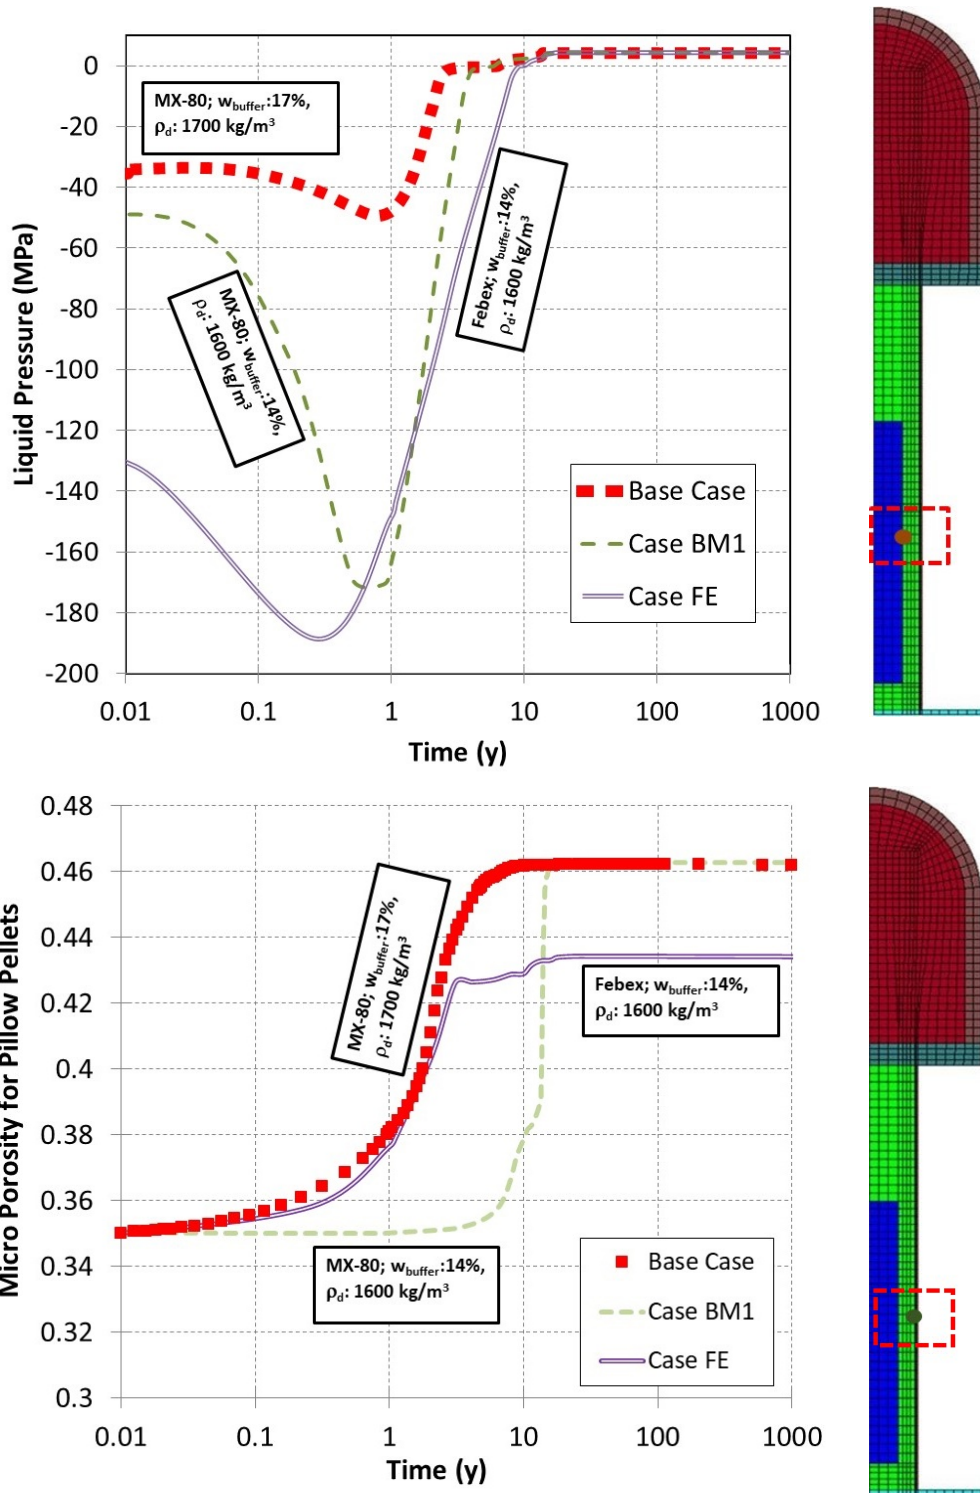 0
-20
-40
-60
-80
-100
-120
-140
-160
-180
-200
Liquid Pressure (MPa)
MX-80; wbuffer:17%,
ρd: 1700 kg/m³
MX-80; wbuffer:14%,
ρd: 1600 kg/m³
Febex; wbuffer:14%,
ρd: 1600 kg/m³
Base Case
Case BM1
Case FE
0.01 0.1 1 10 100 1000
Time (y)
0.48
0.46
0.44
0.42
0.4
0.38
0.36
0.34
0.32
0.3
Micro Porosity for Pillow Pellets
MX-80; wbuffer:17%,
ρd: 1700 kg/m³
Febex; wbuffer:14%,
ρd: 1600 kg/m³
MX-80; wbuffer:14%,
ρd: 1600 kg/m³
Base Case
Case BM1
Case FE
0.01 0.1 1 10 100 1000
Time (y)